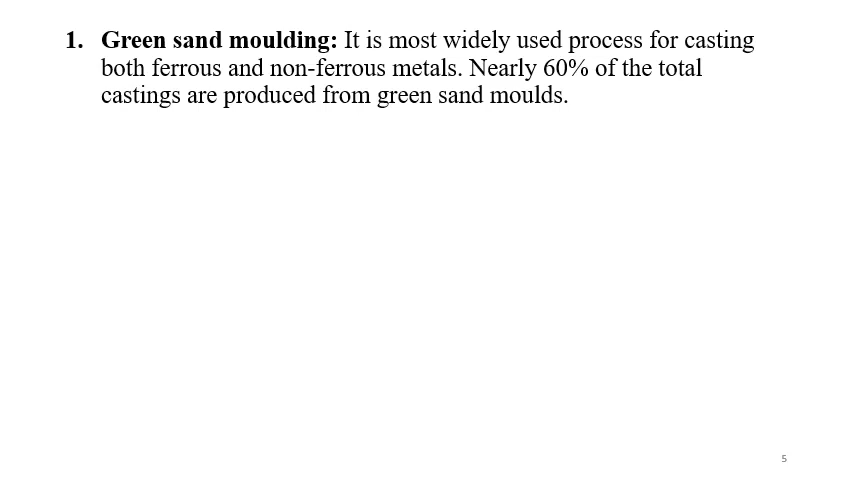 1. Green sand moulding: It is most widely used process for casting
both ferrous and non-ferrous metals. Nearly 60% of the total
castings are produced from green sand moulds.
5